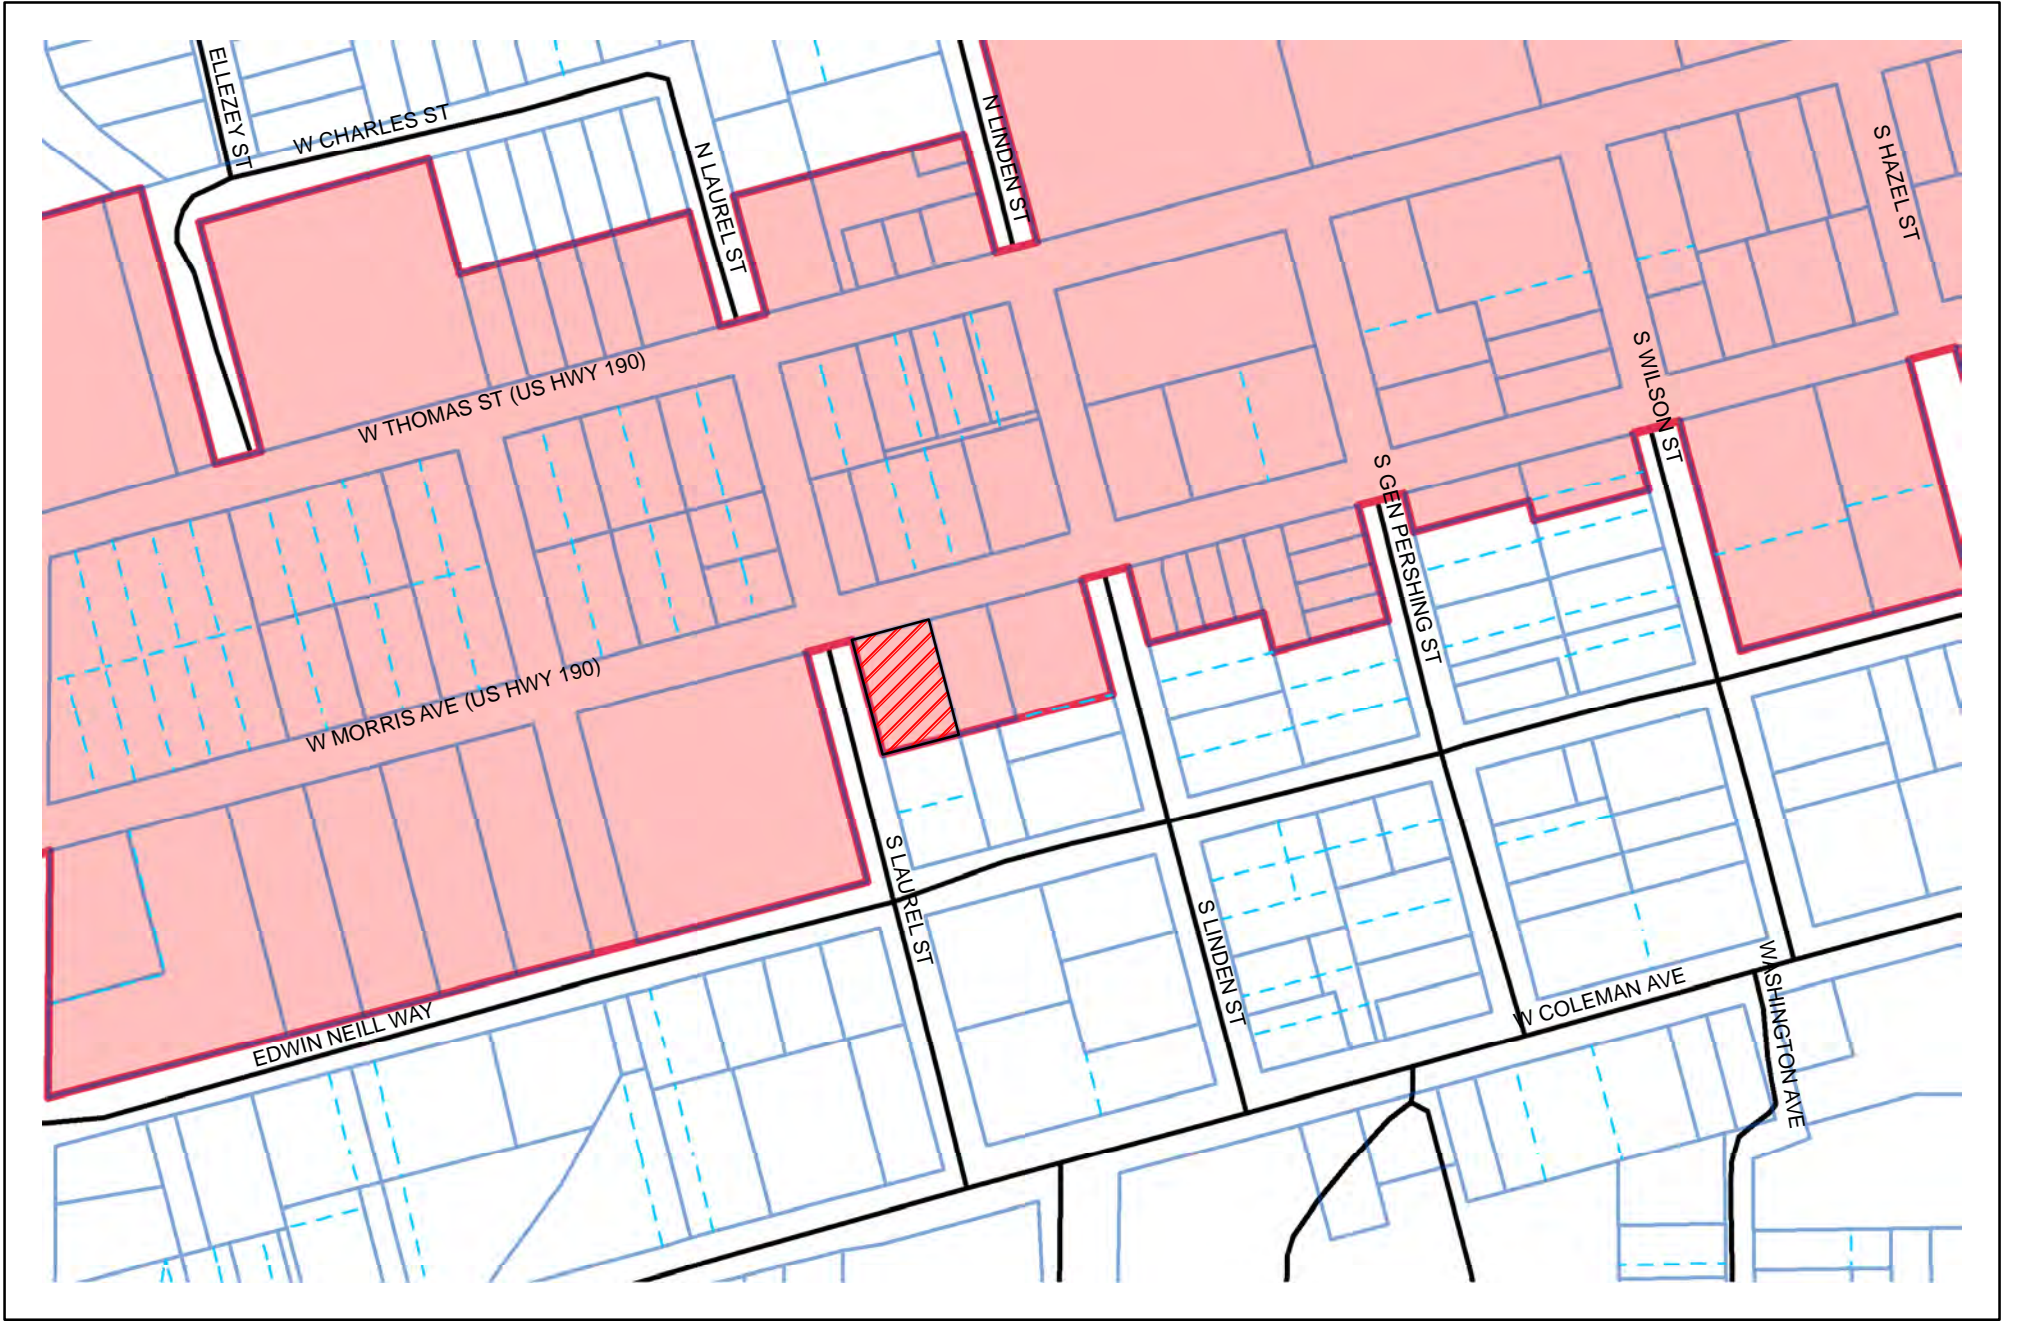 ELLEZEY ST
W CHARLES ST
N LAUREL ST
N LINDEN ST
S HAZEL ST
W THOMAS ST (US HWY 190)
S WILSON ST
S GEN PERSHING ST
W MORRIS AVE (US HWY 190)
S LAUREL ST
S LINDEN ST
EDWIN NEILL WAY
W COLEMAN AVE
WASHINGTON AVE